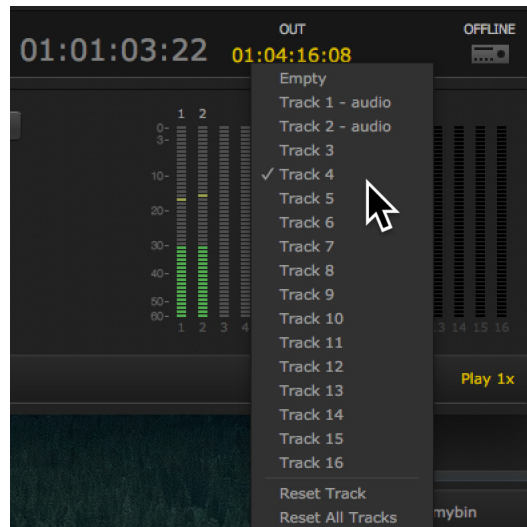 OUT
OFFLINE
01:01:03:22
01:04:16:08
Empty
Track 1 - audio
Track 2 - audio
Track 3
✓ Track 4
Track 5
Track 6
Track 7
Track 8
Track 9
Track 10
Track 11
Track 12
Track 13
Track 14
Track 15
Track 16
Reset Track
Reset All Tracks
1 2
0-
3-
10-
20-
30-
40-
50-
60-
1 2 3 4
13 14 15 16
Play 1x
mybin